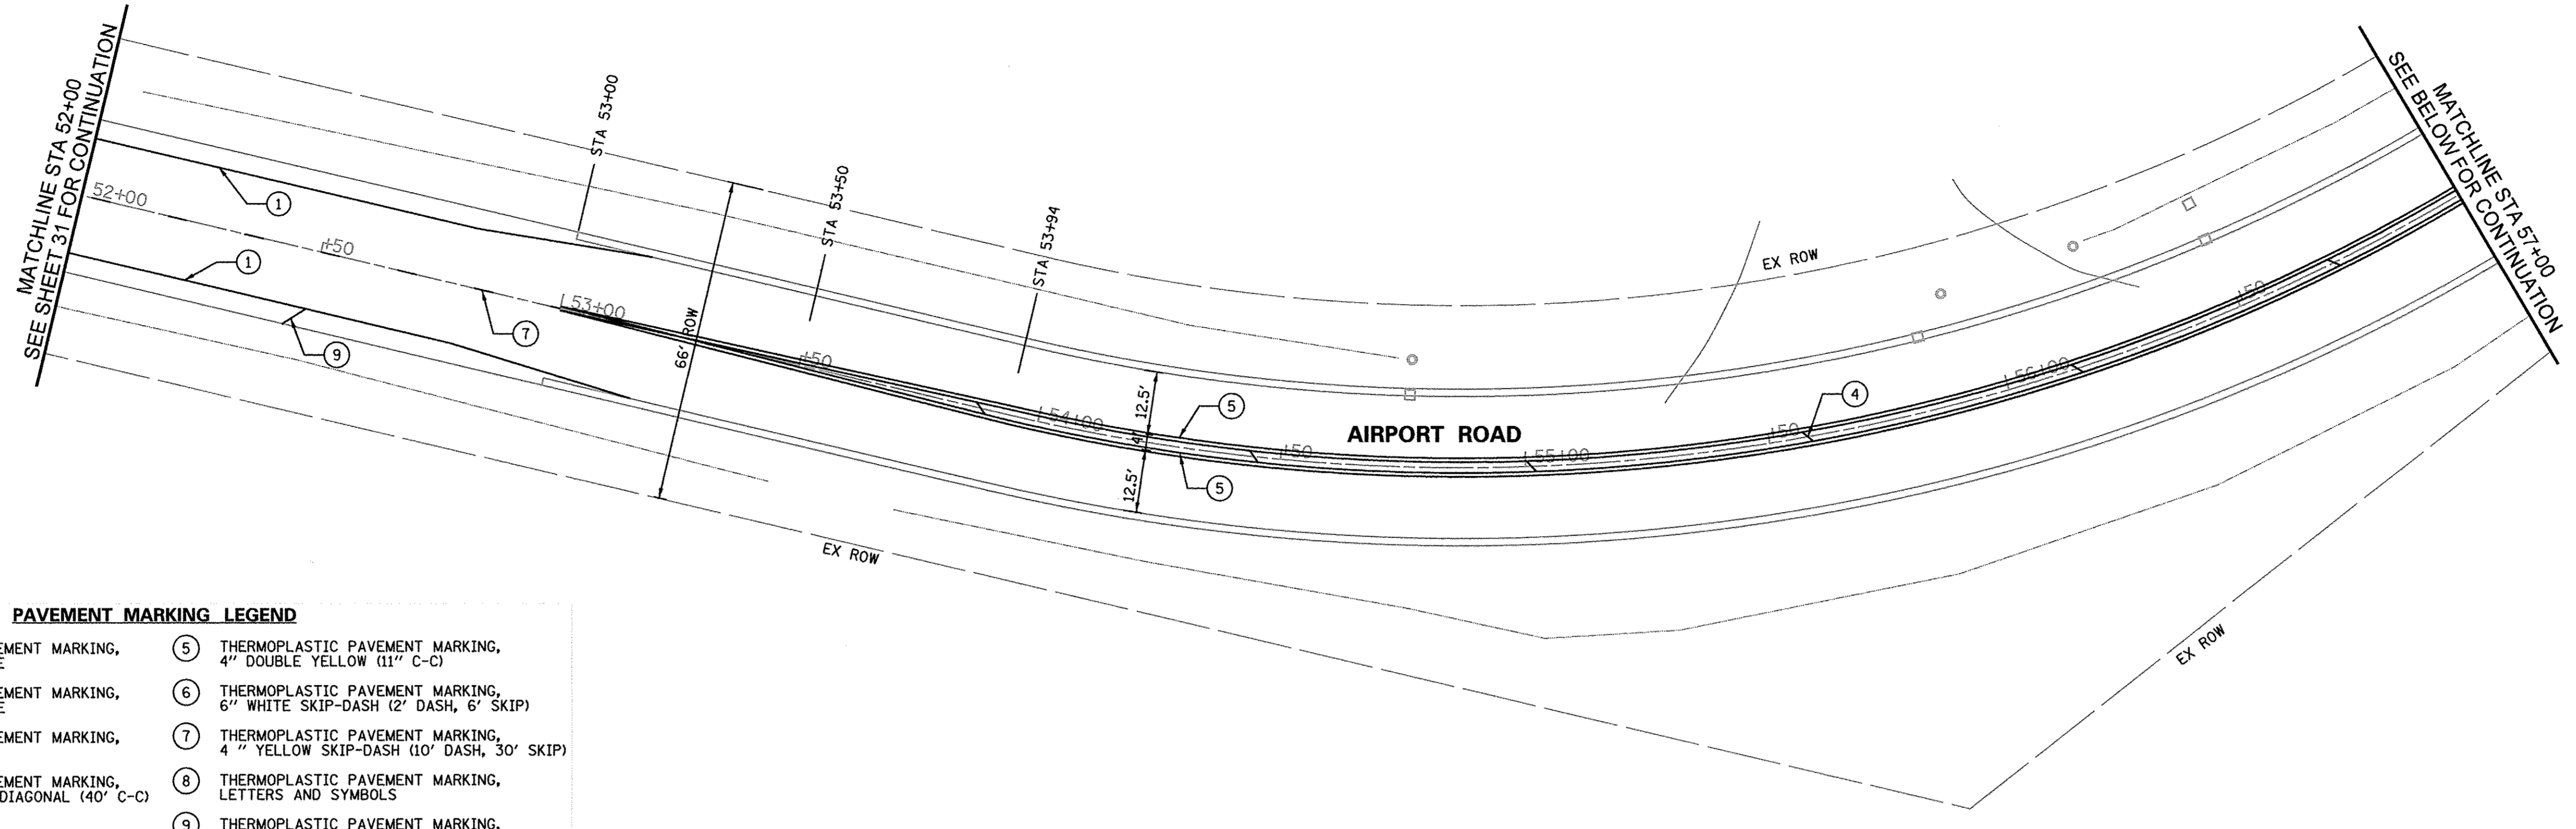 MATCHLINE STA 52+00
SEE SHEET 31 FOR CONTINUATION
52+00
1
1
+50
9
7
STA 53+00
53+00
66' ROW
STA 53+50
+50
STA 53+94
54+00
12.5'
4'
12.5'
5
5
+50
AIRPORT ROAD
55+00
+50
4
56+00
+50
EX ROW
EX ROW
EX ROW
MATCHLINE STA 57+00
SEE BELOW FOR CONTINUATION
PAVEMENT MARKING LEGEND
EMENT MARKING,
E
EMENT MARKING,
E
EMENT MARKING,
EMENT MARKING,
DIAGONAL (40' C-C)
5 THERMOPLASTIC PAVEMENT MARKING,
4" DOUBLE YELLOW (11" C-C)
6 THERMOPLASTIC PAVEMENT MARKING,
6" WHITE SKIP-DASH (2' DASH, 6' SKIP)
7 THERMOPLASTIC PAVEMENT MARKING,
4 " YELLOW SKIP-DASH (10' DASH, 30' SKIP)
8 THERMOPLASTIC PAVEMENT MARKING,
LETTERS AND SYMBOLS
9 THERMOPLASTIC PAVEMENT MARKING,